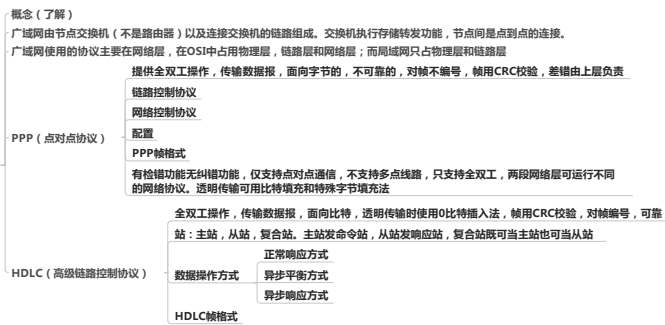 概念（了解）
广域网由节点交换机（不是路由器）以及连接交换机的链路组成。交换机执行存储转发功能，节点间是点到点的连接。
广域网使用的协议主要在网络层，在OSI中占用物理层，链路层和网络层；而局域网只占物理层和链路层
提供全双工操作，传输数据报，面向字节的，不可靠的，对帧不编号，帧用CRC校验，差错由上层负责
链路控制协议
网络控制协议
PPP（点对点协议）
配置
PPP帧格式
有检错功能无纠错功能，仅支持点对点通信，不支持多点线路，只支持全双工，两段网络层可运行不同
的网络协议。透明传输可用比特填充和特殊字节填充法
全双工操作，传输数据报，面向比特，透明传输时使用0比特插入法，帧用CRC校验，对帧编号，可靠
站：主站，从站，复合站。主站发命令站，从站发响应站，复合站既可当主站也可当从站
HDLC（高级链路控制协议）
数据操作方式
正常响应方式
异步平衡方式
异步响应方式
HDLC帧格式